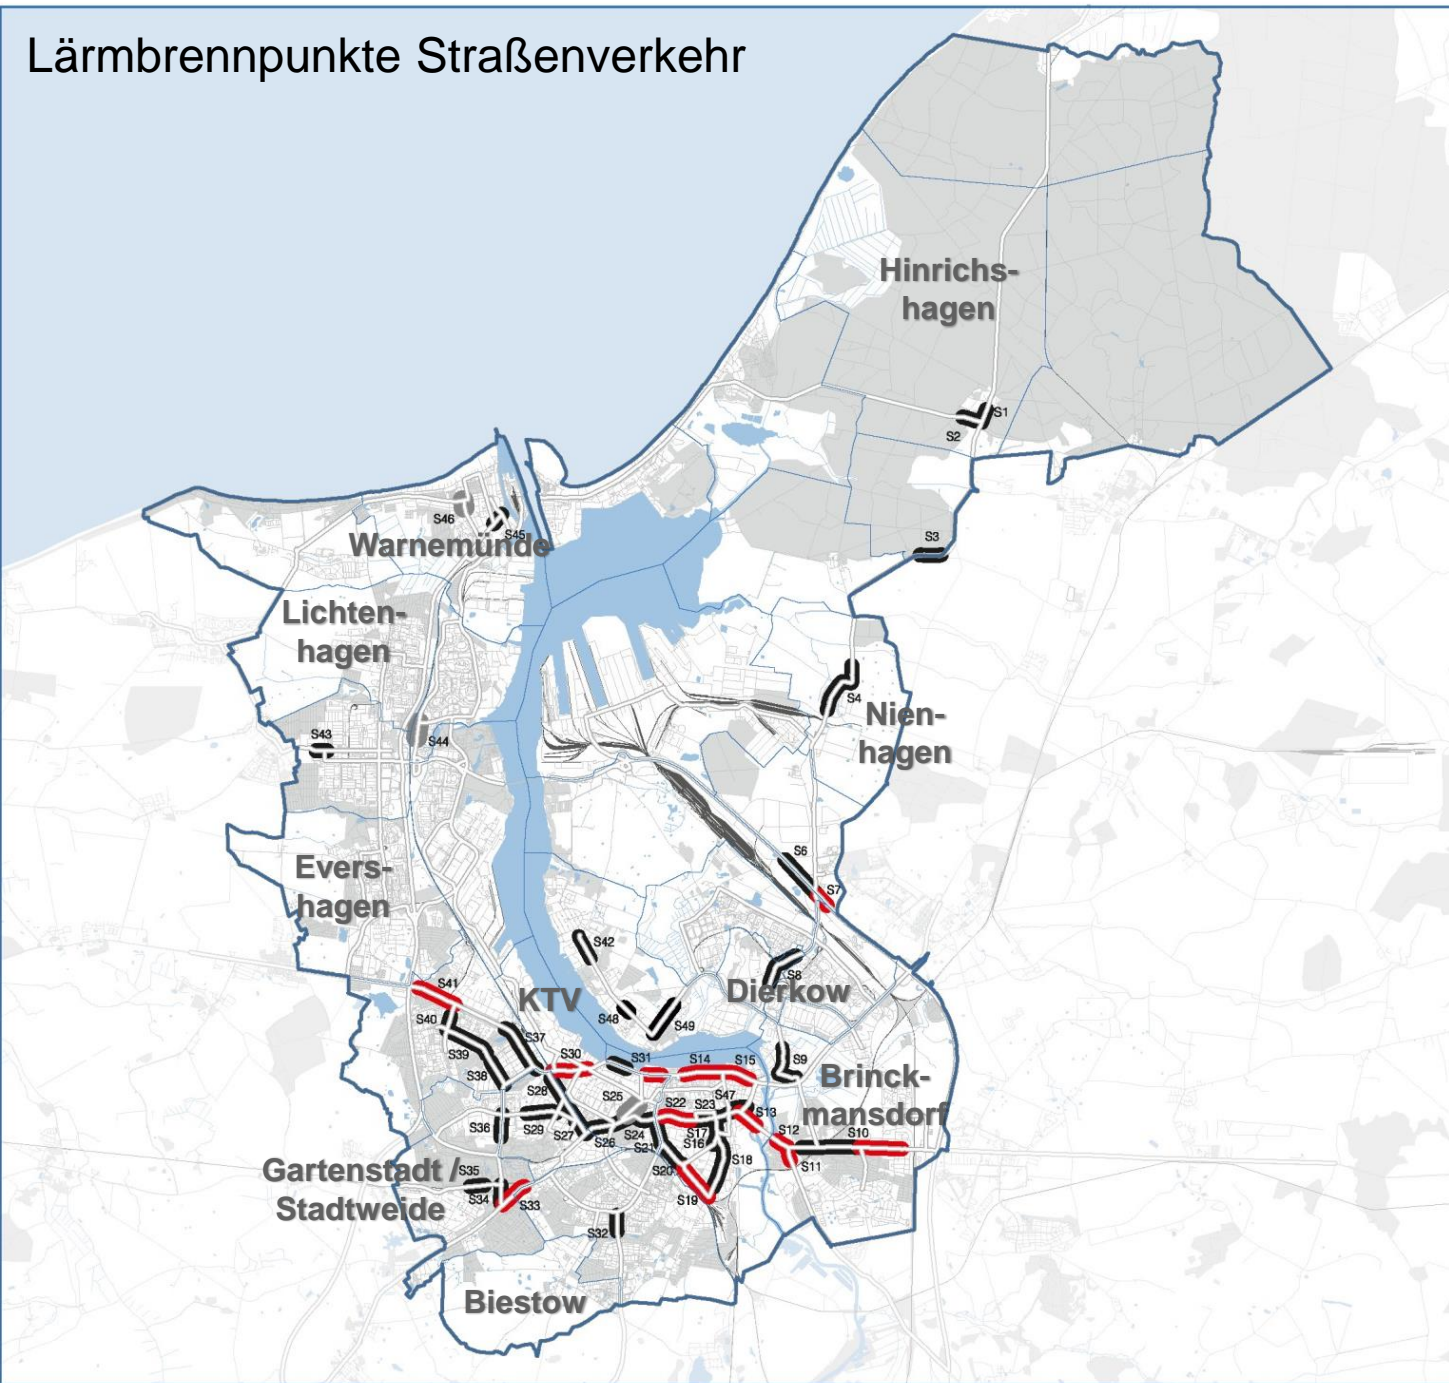 Lärmbrennpunkte Straßenverkehr
Hinrichs-
hagen
S1
S2
S46
S45
Warnemünde
S3
Lichten-
hagen
S4
Nien-
hagen
S43
S44
Evers-
hagen
S6
S7
S42
S8
Dierkow
S41
KTV
S48
S49
S40
S37
S39
S30
S31
S14
S15
S9
S38
S28
Brinck-
mansdorf
S25
S22
S23
S47
S13
S36
S29
S27
S26
S24
S21
S17
S16
S12
S10
S18
S11
Gartenstadt /
Stadtweide
S35
S34
S33
S20
S19
S32
Biestow